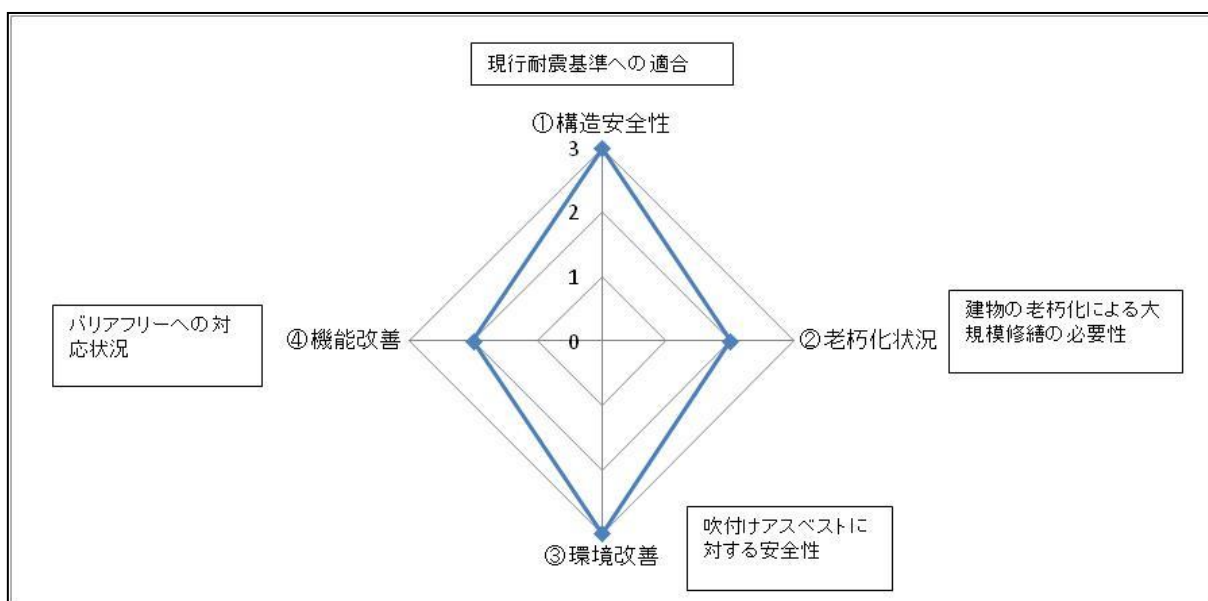 現行耐震基準への適合
①構造安全性
3
2
1
0
バリアフリーへの対
応状況
④機能改善
②老朽化状況
建物の老朽化による大
規模修繕の必要性
③環境改善
吹付けアスベストに
対する安全性